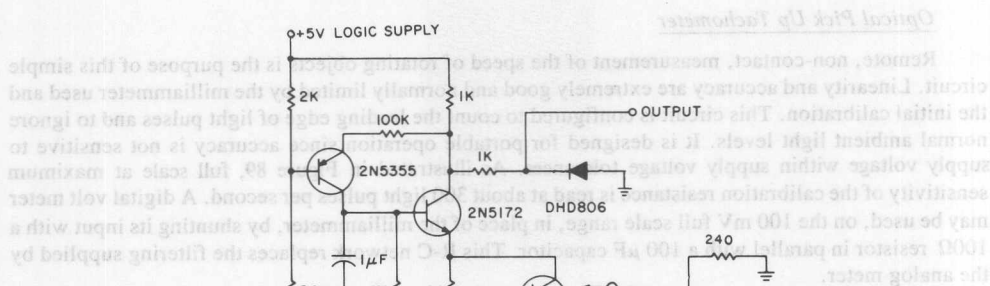 Optical Pick Up Tachometer
+5V LOGIC SUPPLY
Remote, non-contact, measurement of the speed of rotating objects is the purpose of this simple
circuit. Linearity and accuracy are extremely good and normally limited by the milliammeter used and
2K
1K
the initial calibration. This circuit is configured to count the leading edge of light pulses and to ignore
OUTPUT
100K
normal ambient light levels. It is designed for portable operation since accuracy is not sensitive to
supply voltage within supply voltage tolerances. A illustrated in Figure 89, full scale at maximum
1K
2N5355
sensitivity of the calibration resistance is read at about 300 light pulses per second. A digital volt meter
DHD806
2N5172
may be used, on the 100 mV full scale range, in place of the milliammeter, by shunting its input with a
240
100Ω resistor in parallel with a 100 μF capacitor. This R-C network replaces the filtering supplied by
1μF
the analog meter.